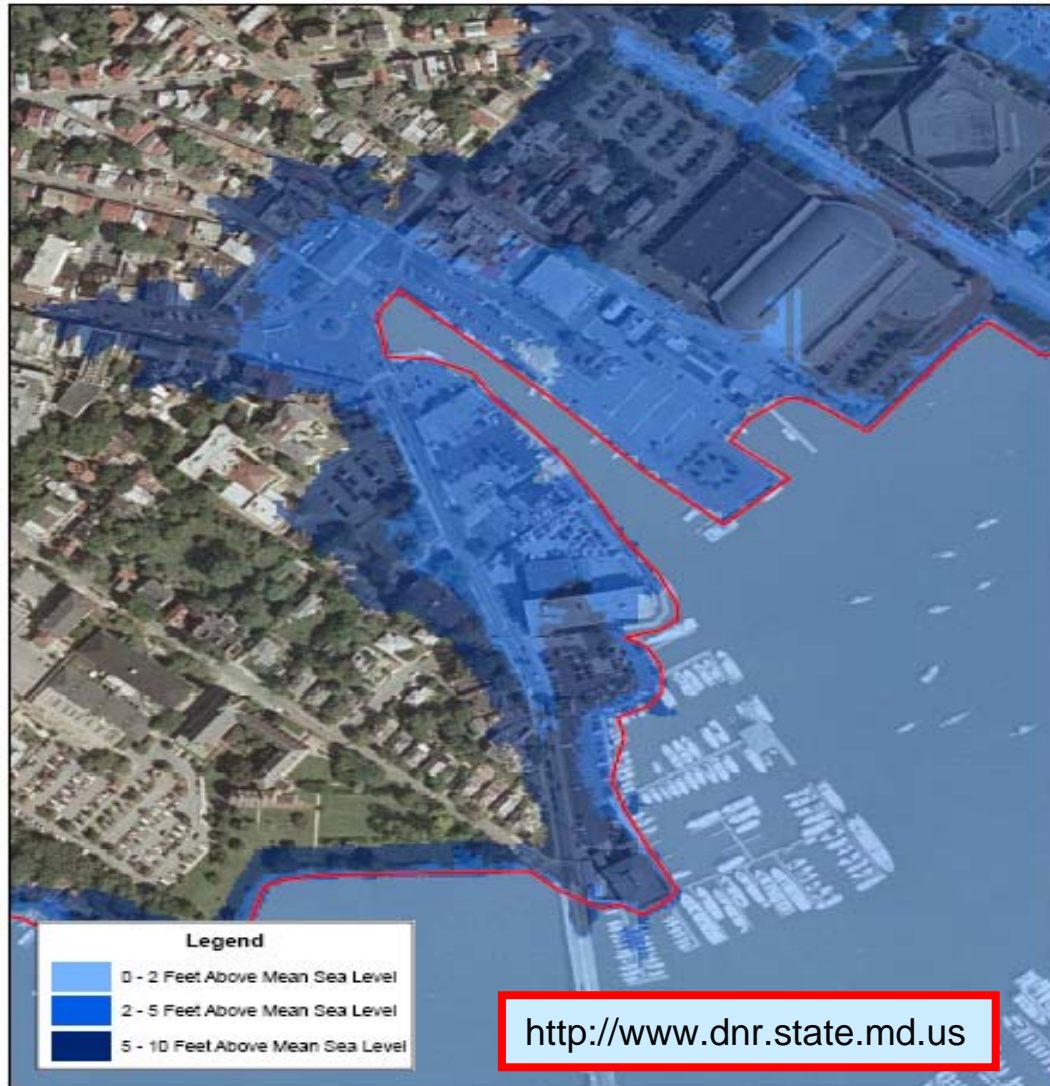 Legend
0 - 2 Feet Above Mean Sea Level
2 - 5 Feet Above Mean Sea Level
5 - 10 Feet Above Mean Sea Level
http://www.dnr.state.md.us